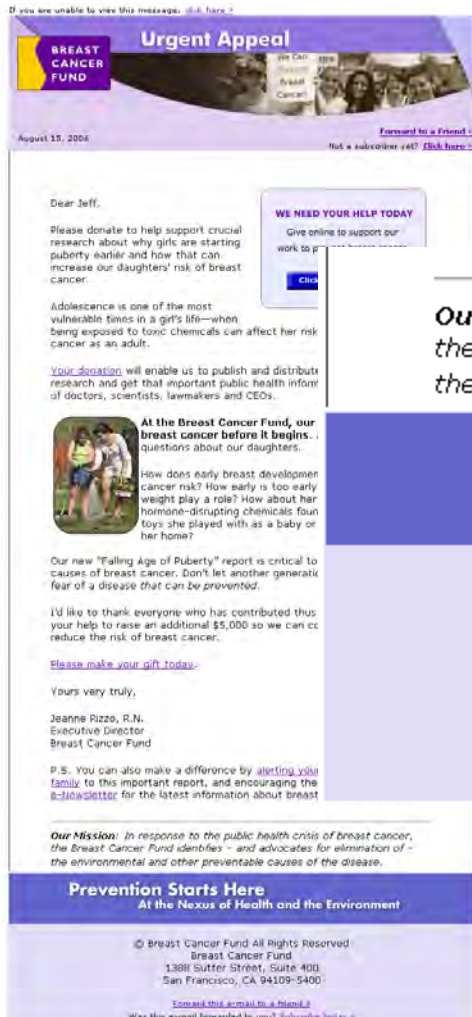 If you are unable to view this message, click here >
BREAST
CANCER
FUND
Urgent Appeal
We Can
Breast
Cancer!
August 15, 2006
Forward to a Friend
Not a subscriber yet? Click here
Dear Jeff,
Please donate to help support crucial
research about why girls are starting
puberty earlier and how that can
increase our daughters' risk of breast
cancer.
WE NEED YOUR HELP TODAY
Give online to support our
work to
Click
Adolescence is one of the most
vulnerable times in a girl's life—when
being exposed to toxic chemicals can affect her risk
cancer as an adult.
Your donation will enable us to publish and distribute
research and get that important public health
of doctors, scientists, lawmakers and CEOs.
At the Breast Cancer Fund, our
breast cancer before it begins.
questions about our daughters.
How does early breast
cancer risk? How early is too early
weight play a role? How about her
hormone-disrupting chemicals
toys she played with as a baby or
her home?
Our new "Falling Age of Puberty" report is critical to
causes of breast cancer. Don't let another
fear of a disease that can be prevented.
I'd like to thank everyone who has contributed thus
your help to raise an additional $5,000 so we can
reduce the risk of breast cancer.
Please make your gift today.
Yours very truly,
Jeanne Rizzo, R.N.
Executive Director
Breast Cancer Fund
P.S. You can also make a difference by alerting your
family to this important report, and encouraging the
e-Newsletter for the latest information about breast
Our Mission: In response to the public health crisis of breast cancer,
the Breast Cancer Fund identifies – and advocates for elimination of –
the environmental and other preventable causes of the disease.
Ou
the
the
Prevention Starts Here
At the Nexus of Health and the Environment
© Breast Cancer Fund All Rights Reserved
Breast Cancer Fund
1388 Sutter Street, Suite 400
San Francisco, CA 94109-5400
Forward this e-mail to a friend
Was this e-mail forwarded to you? Subscribe today